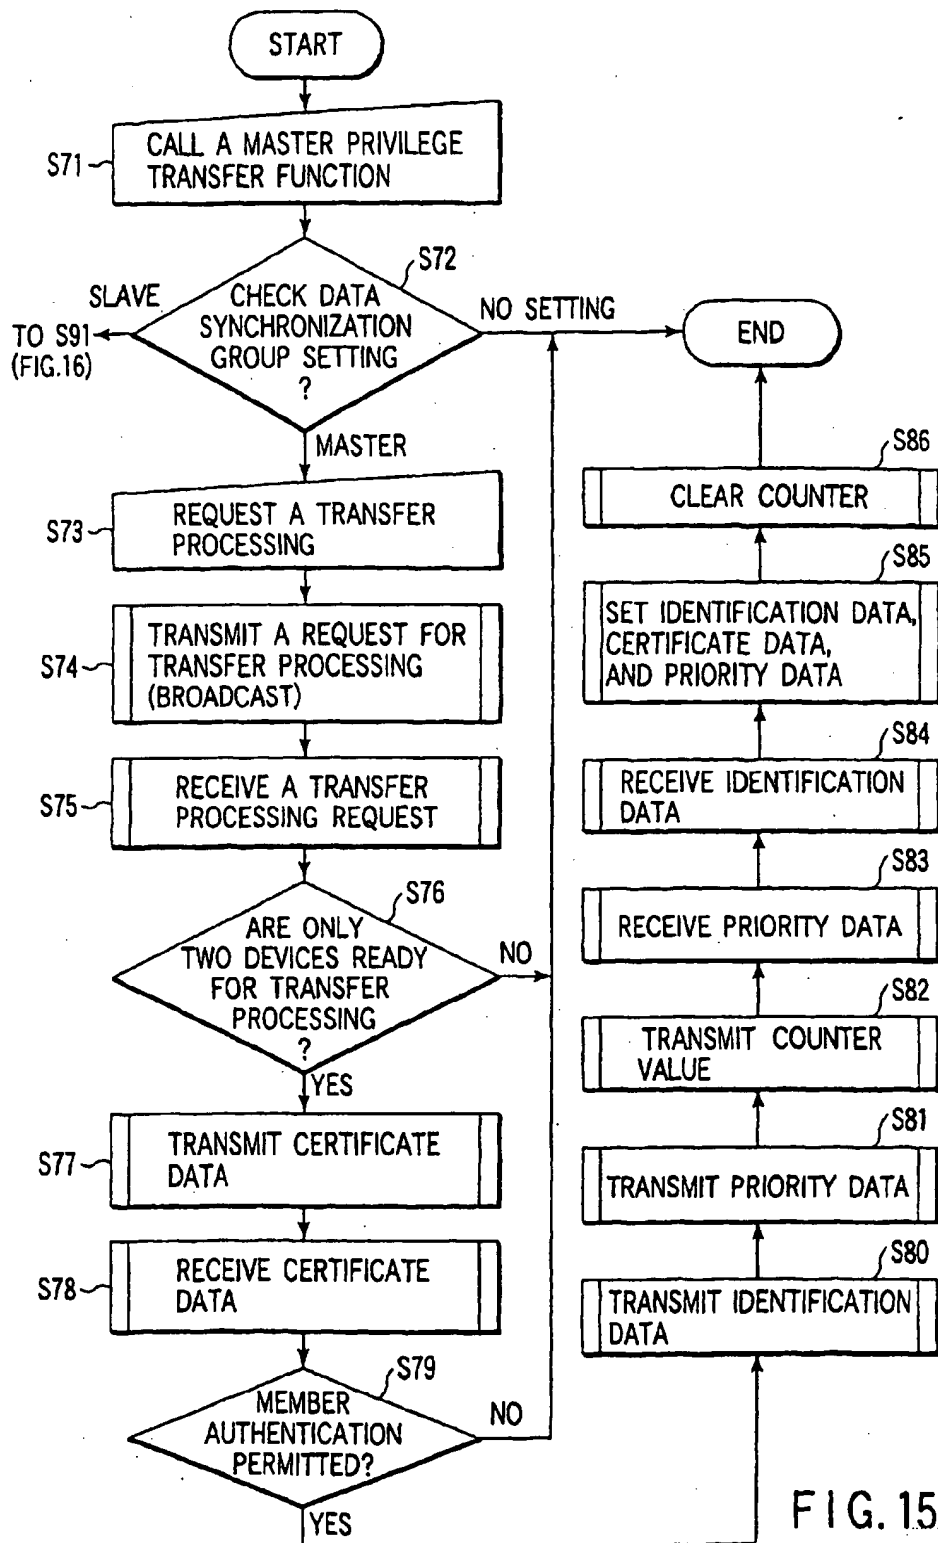 START
S71
CALL A MASTER PRIVILEGE
TRANSFER FUNCTION
S72
SLAVE
CHECK DATA
SYNCHRONIZATION
GROUP SETTING
?
NO SETTING
TO S91
(FIG.16)
END
MASTER
S73
REQUEST A TRANSFER
PROCESSING
S74
TRANSMIT A REQUEST FOR
TRANSFER PROCESSING
(BROADCAST)
S75
RECEIVE A TRANSFER
PROCESSING REQUEST
S76
ARE ONLY
TWO DEVICES READY
FOR TRANSFER
PROCESSING
?
NO
YES
S77
TRANSMIT CERTIFICATE
DATA
S78
RECEIVE CERTIFICATE
DATA
S79
MEMBER
AUTHENTICATION
PERMITTED?
NO
YES
S86
CLEAR COUNTER
S85
SET IDENTIFICATION DATA,
CERTIFICATE DATA,
AND PRIORITY DATA
S84
RECEIVE IDENTIFICATION
DATA
S83
RECEIVE PRIORITY DATA
S82
TRANSMIT COUNTER
VALUE
S81
TRANSMIT PRIORITY DATA
S80
TRANSMIT IDENTIFICATION
DATA
FIG. 15